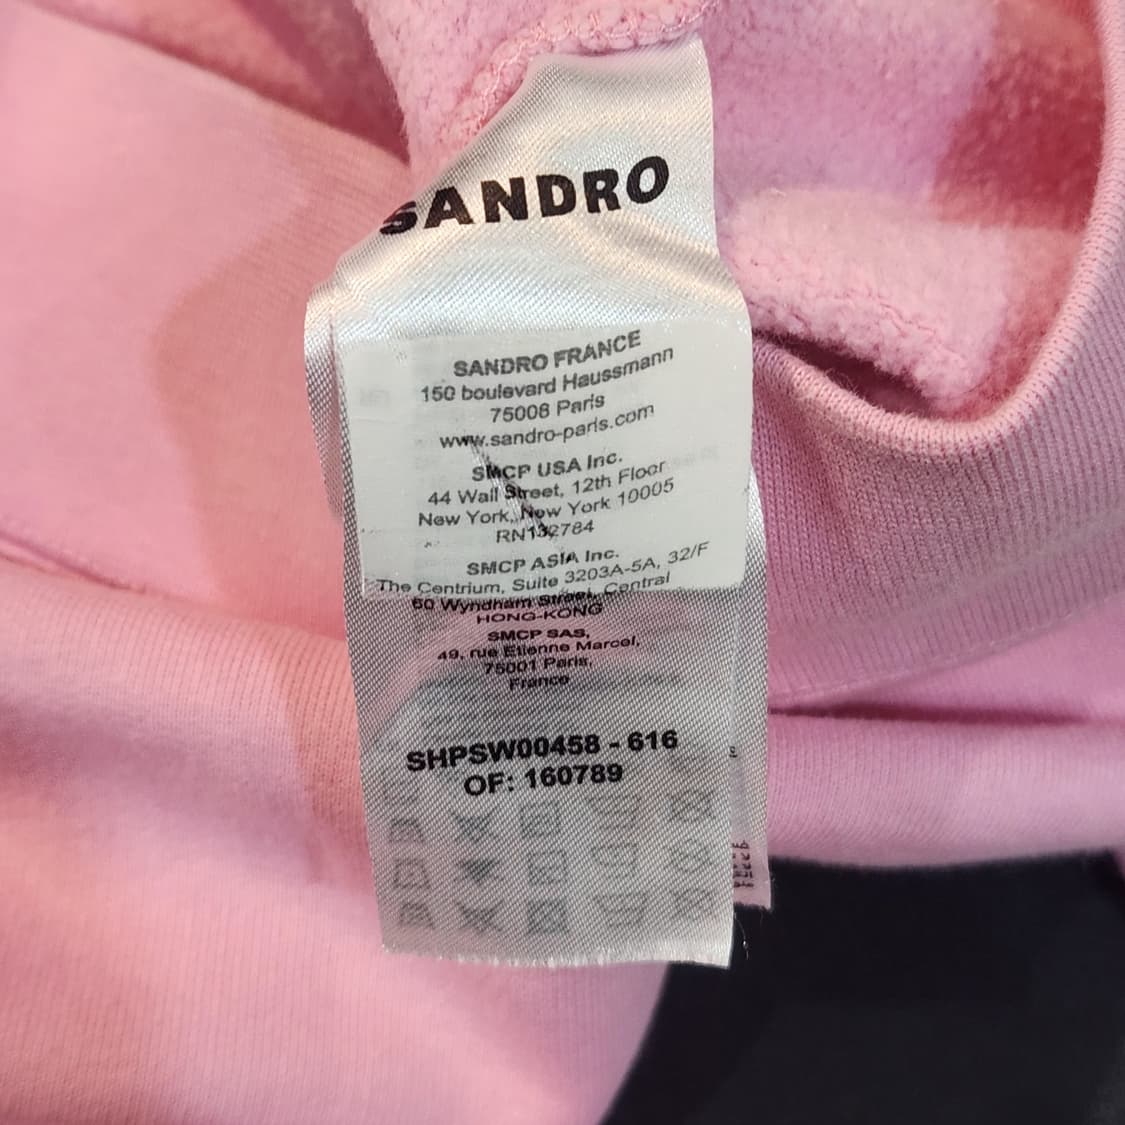 SANDRO
SANDRO FRANCE
150 boulevard Haussmann
75008 Paris
www.sandro-paris.com
SMCP USA Inc.
44 Wall Street, 12th Floor
New York, New York 10005
RN132784
SMCP ASIA Inc.
The Centrium, Suite 3203A-5A, 32/F
60 Wyndham Street, Central
HONG-KONG
SMCP SAS,
49, rue Etienne Marcel,
75001 Paris,
France
SHPSW00458 - 616
OF: 160789